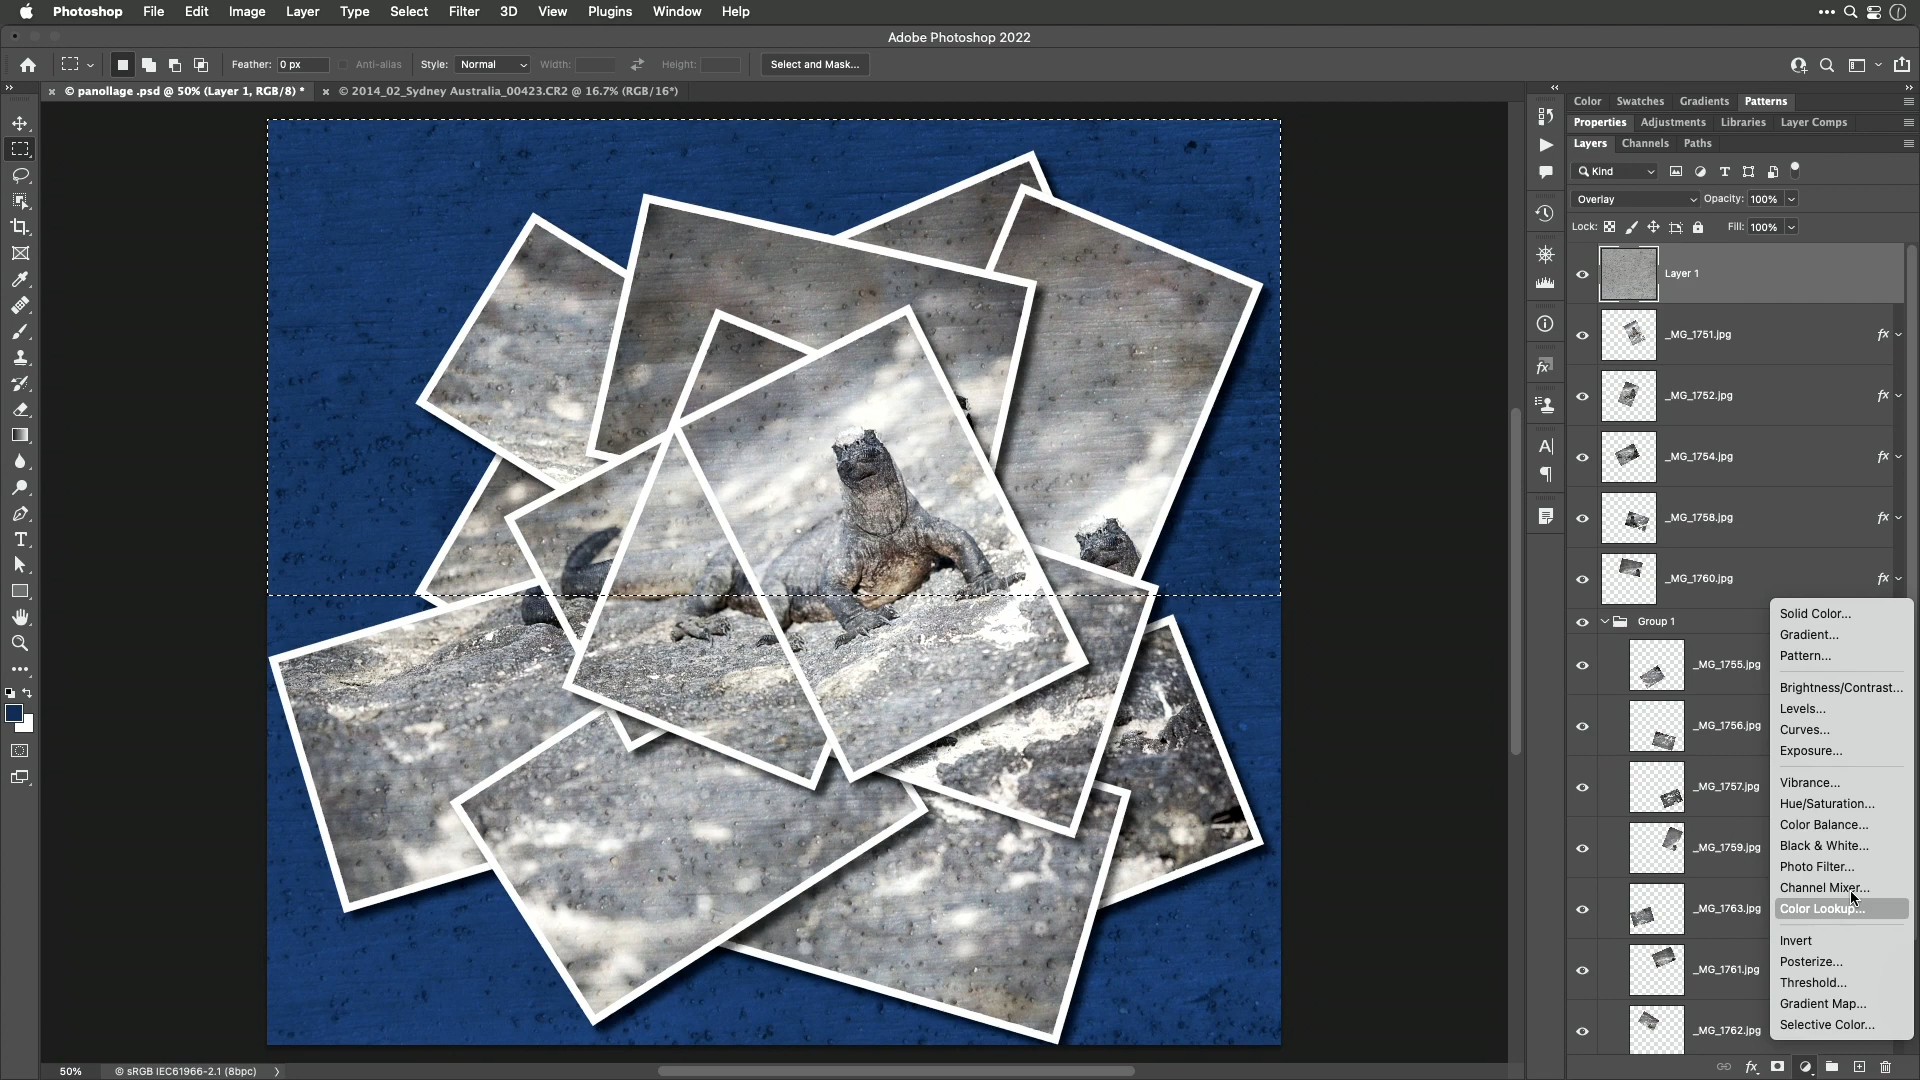 Photoshop File Edit Image Layer Type Select Filter 3D View Plugins Window Help
Adobe Photoshop 2022
Feather: 0 px Anti-alias Style: Normal Width: Height: Select and Mask...
© panollage .psd @ 50% (Layer 1, RGB/8) * © 2014_02_Sydney Australia_00423.CR2 @ 16.7% (RGB/16*)
Color Swatches Gradients Patterns
Properties Adjustments Libraries Layer Comps
Layers Channels Paths
Kind
Overlay Opacity: 100%
Lock: Fill: 100%
Layer 1
_MG_1751.jpg fx
_MG_1752.jpg fx
_MG_1754.jpg fx
_MG_1758.jpg fx
_MG_1760.jpg fx
Group 1
_MG_1755.jpg
_MG_1756.jpg
_MG_1757.jpg
_MG_1759.jpg
_MG_1763.jpg
_MG_1761.jpg
_MG_1762.jpg
Solid Color...
Gradient...
Pattern...
Brightness/Contrast...
Levels...
Curves...
Exposure...
Vibrance...
Hue/Saturation...
Color Balance...
Black & White...
Photo Filter...
Channel Mixer...
Color Lookup...
Invert
Posterize...
Threshold...
Gradient Map...
Selective Color...
50% © sRGB IEC61966-2.1 (8bpc)